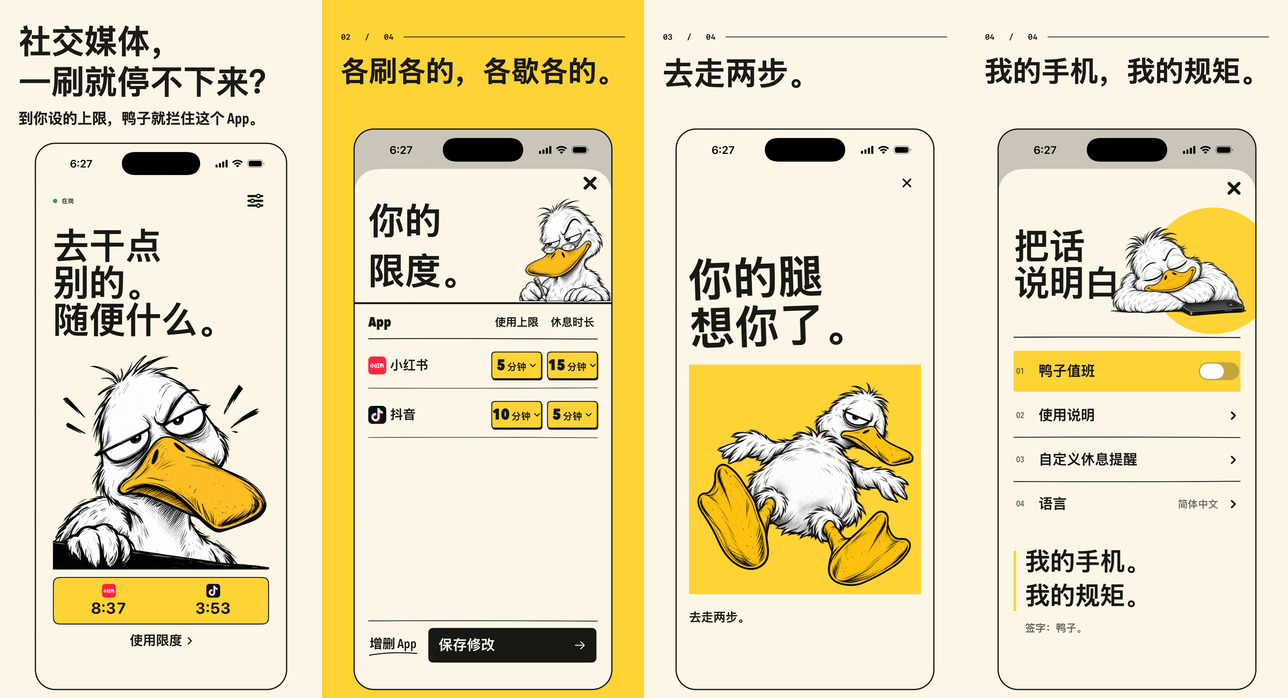 社交媒体，
一刷就停不下来？
到你设的上限，鸭子就拦住这个 App。
6:27
在岗
去干点
别的。
随便什么。
小红书
8:37
3:53
使用限度 >
02 / 04
各刷各的，各歇各的。
6:27
你的
限度。
App 使用上限 休息时长
小红书 小红书 5 分钟 15 分钟
抖音 10 分钟 5 分钟
增删 App 保存修改 →
03 / 04
去走两步。
6:27
你的腿
想你了。
去走两步。
04 / 04
我的手机，我的规矩。
6:27
把话
说明白
01 鸭子值班
02 使用说明 >
03 自定义休息提醒 >
04 语言 简体中文 >
我的手机。
我的规矩。
签字：鸭子。